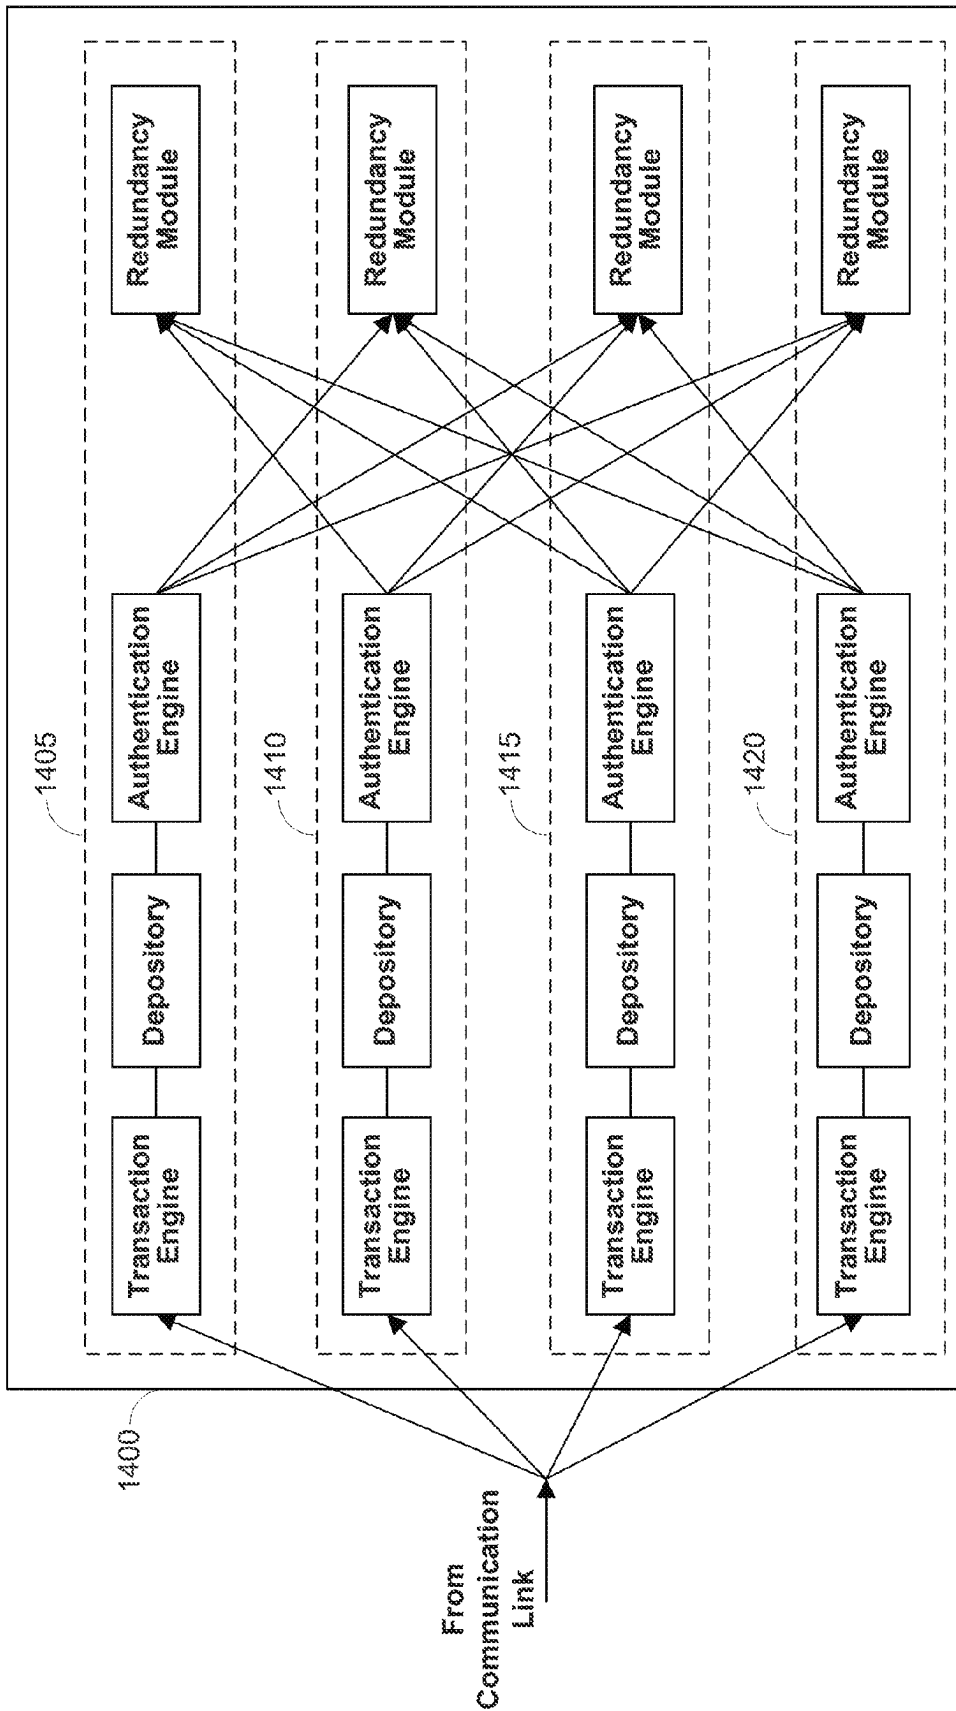 1400
From
Communication
Link
1405
Transaction
Engine
Depository
Authentication
Engine
Redundancy
Module
1410
Transaction
Engine
Depository
Authentication
Engine
Redundancy
Module
1415
Transaction
Engine
Depository
Authentication
Engine
Redundancy
Module
1420
Transaction
Engine
Depository
Authentication
Engine
Redundancy
Module